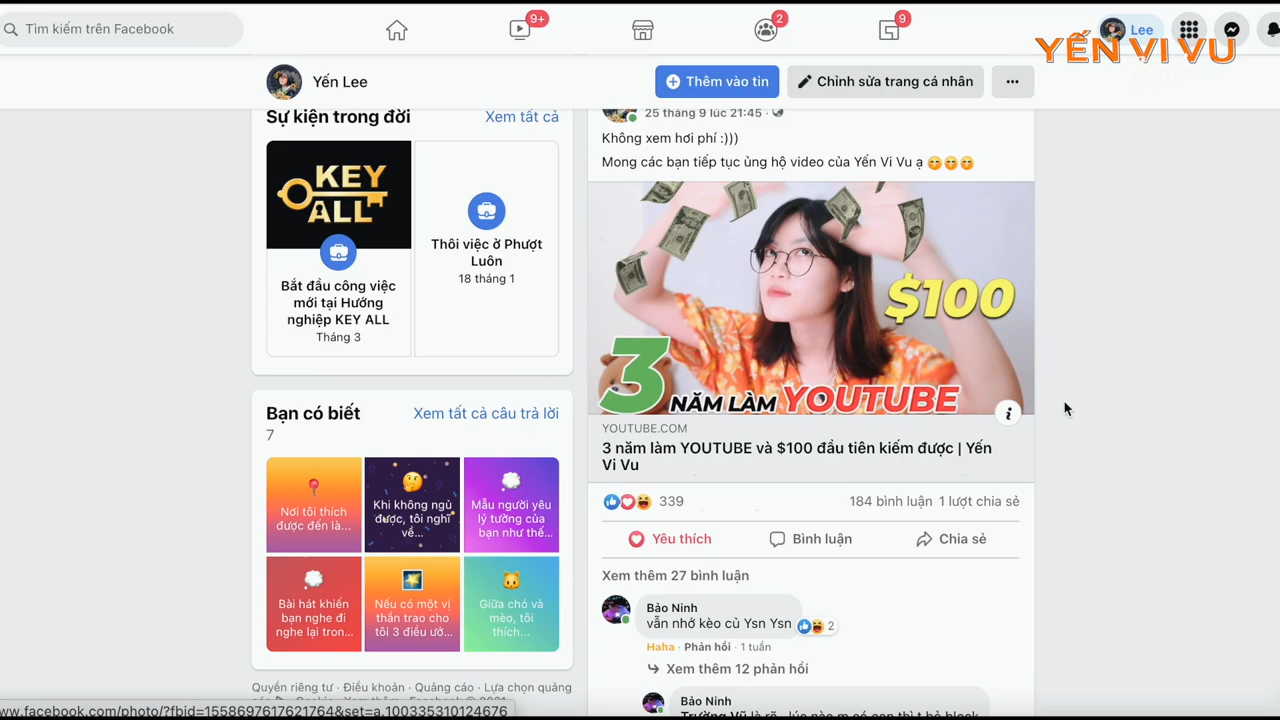 Tìm kiếm trên Facebook
9+
2
9
Lee
YẾN VI VU
Yến Lee
Thêm vào tin
Chỉnh sửa trang cá nhân
Sự kiện trong đời
Xem tất cả
KEY
ALL
Bắt đầu công việc
mới tại Hướng
nghiệp KEY ALL
Tháng 3
Thôi việc ở Phượt
Luôn
18 tháng 1
Bạn có biết
Xem tất cả câu trả lời
7
Nơi tôi thích
được đến là...
Khi không ngủ
được, tôi nghĩ
về...
Mẫu người yêu
lý tưởng của
bạn như thế...
Bài hát khiến
bạn nghe đi
nghe lại tron...
Nếu có một vị
thần trao cho
tôi 3 điều ướ...
Giữa chó và
mèo, tôi
thích...
Quyền riêng tư · Điều khoản · Quảng cáo · Lựa chọn quảng
ww.facebook.com/photo/?fbid=1558697617621764&set=a.100335310124676
25 tháng 9 lúc 21:45 ·
Không xem hơi phí :)))
Mong các bạn tiếp tục ủng hộ video của Yến Vi Vu ạ 😊😊😊
$100
3 NĂM LÀM YOUTUBE
YOUTUBE.COM
3 năm làm YOUTUBE và $100 đầu tiên kiếm được | Yến
Vi Vu
339
184 bình luận 1 lượt chia sẻ
Yêu thích
Bình luận
Chia sẻ
Xem thêm 27 bình luận
Bảo Ninh
vẫn nhớ kèo củ Ysn Ysn
2
Haha · Phản hồi · 1 tuần
Xem thêm 12 phản hồi
Bảo Ninh